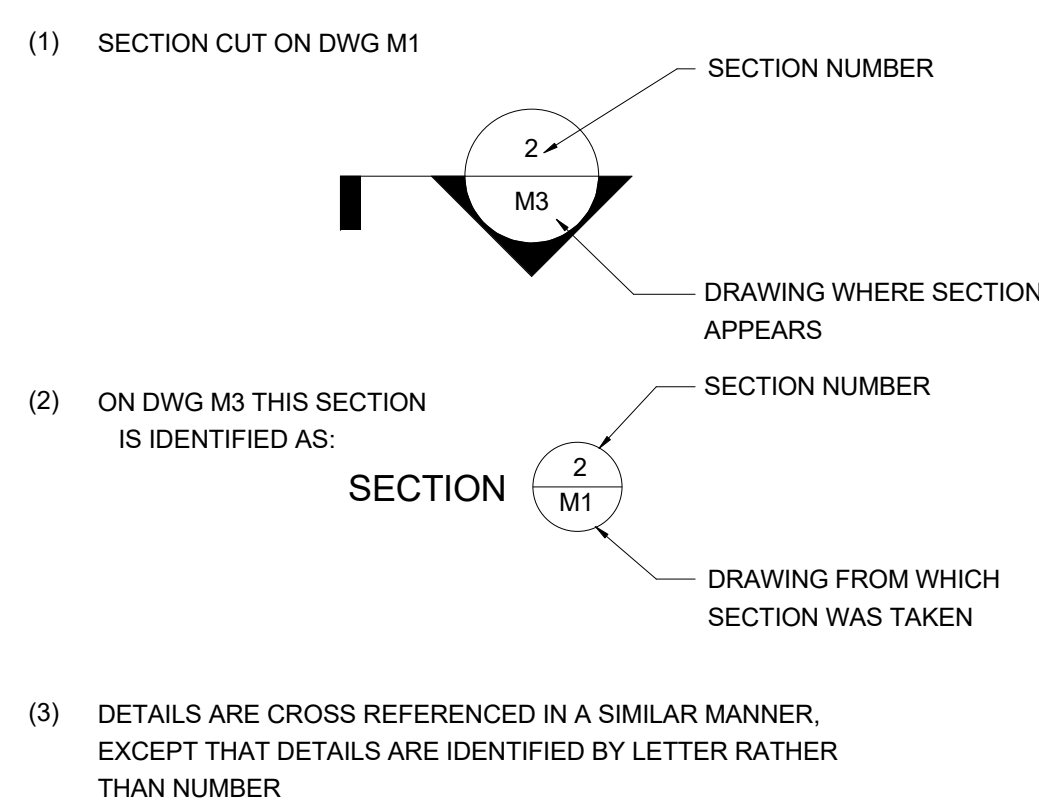 (1) SECTION CUT ON DWG M1
SECTION NUMBER
2
M3
DRAWING WHERE SECTION
APPEARS
(2) ON DWG M3 THIS SECTION
IS IDENTIFIED AS:
SECTION NUMBER
SECTION
2
M1
DRAWING FROM WHICH
SECTION WAS TAKEN
(3) DETAILS ARE CROSS REFERENCED IN A SIMILAR MANNER,
EXCEPT THAT DETAILS ARE IDENTIFIED BY LETTER RATHER
THAN NUMBER